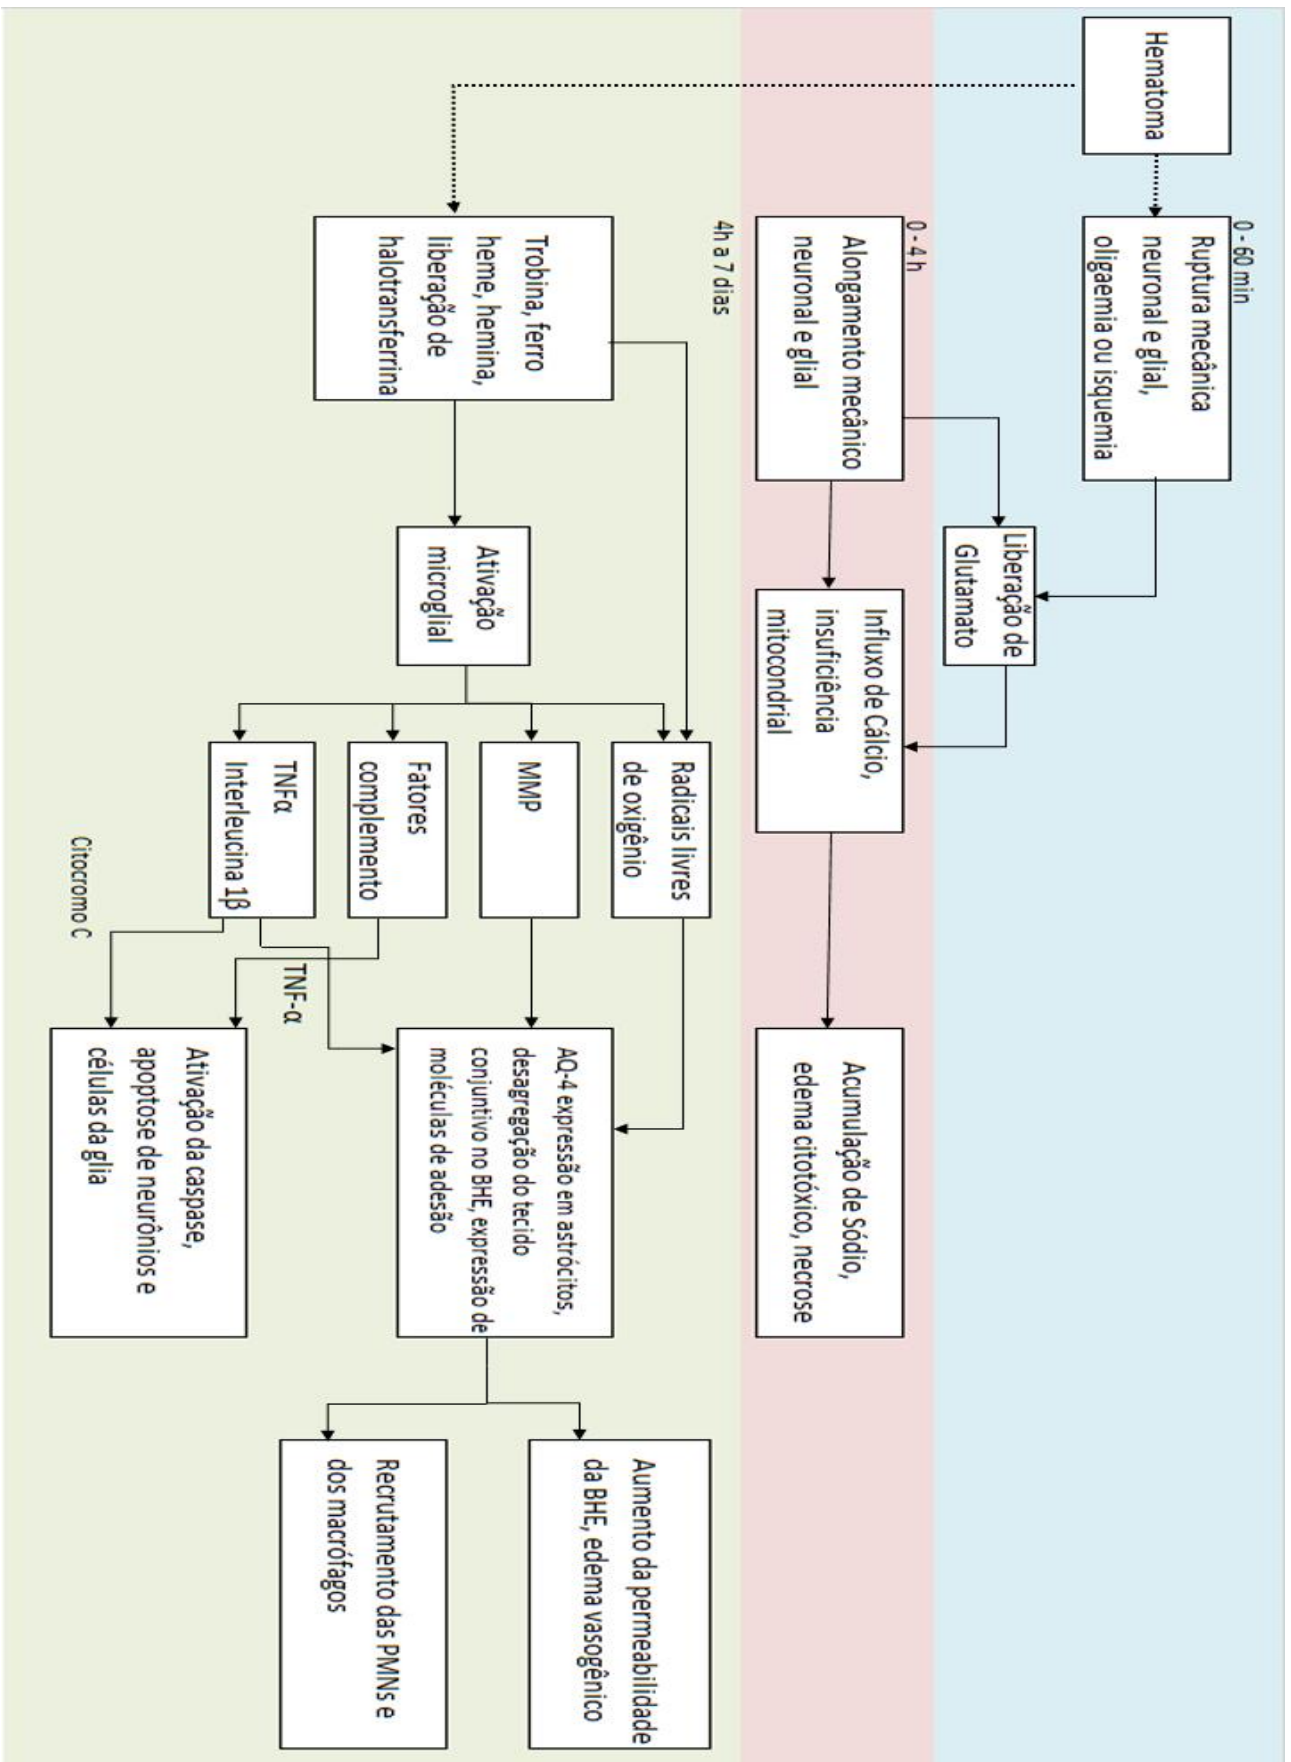 0 - 60 min
Hematoma
Ruptura mecânica
neuronal e glial,
oligaemia ou isquemia
Liberação de
Glutamato
0 - 4 h
Alongamento mecânico
neuronal e glial
Influxo de Cálcio,
insuficiência
mitocondrial
Acumulação de Sódio,
edema citotóxico, necrose
4h a 7 dias
Trobina, ferro
heme, hemina,
liberação de
halotransferrina
Ativação
microglial
Radicais livres
de oxigênio
MMP
Fatores
complemento
TNFα
Interleucina 1β
TNF-α
Citocromo C
AQ-4 expressão em astrócitos,
desagregação do tecido
conjuntivo no BHE, expressão de
moléculas de adesão
Ativação da caspase,
apoptose de neurônios e
células da glia
Aumento da permeabilidade
da BHE, edema vasogênico
Recrutamento das PMNs e
dos macrófagos